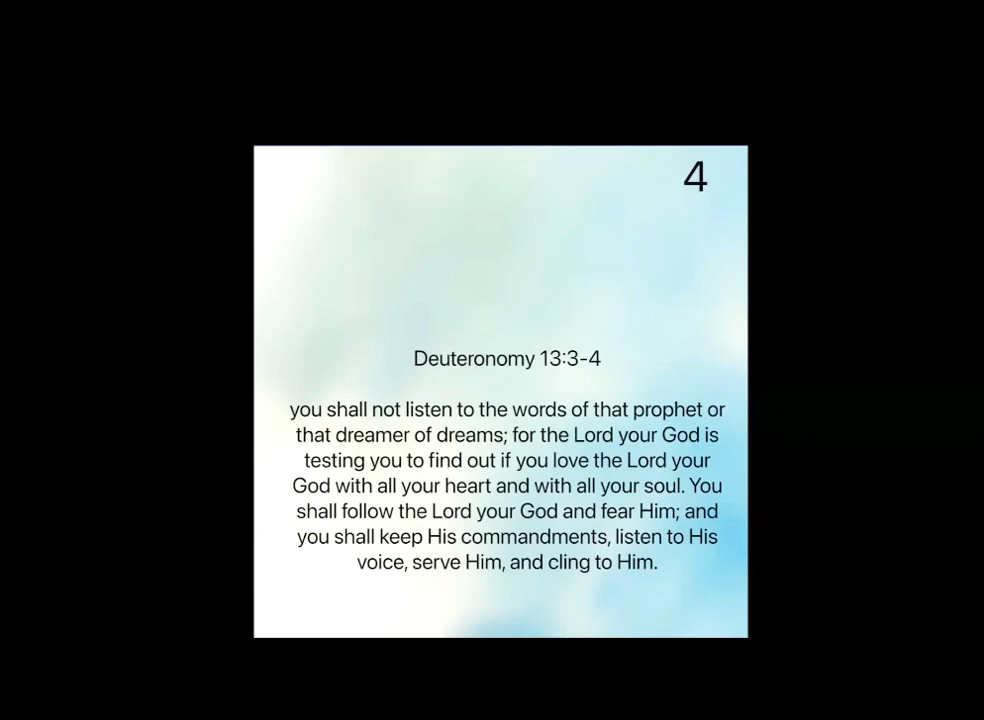 4
Deuteronomy 13:3-4
you shall not listen to the words of that prophet or
that dreamer of dreams; for the Lord your God is
testing you to find out if you love the Lord your
God with all your heart and with all your soul. You
shall follow the Lord your God and fear Him; and
you shall keep His commandments, listen to His
voice, serve Him, and cling to Him.